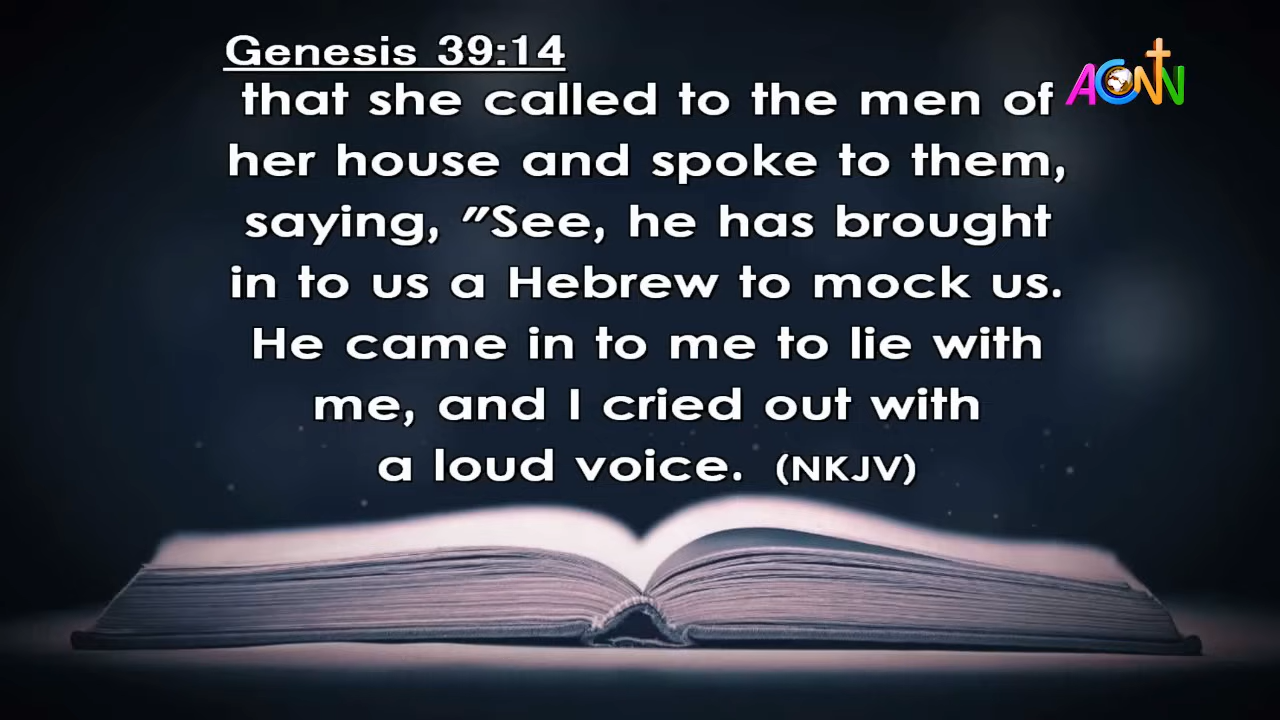 Genesis 39:14
ACNN
that she called to the men of
her house and spoke to them,
saying, "See, he has brought
in to us a Hebrew to mock us.
He came in to me to lie with
me, and I cried out with
a loud voice. (NKJV)